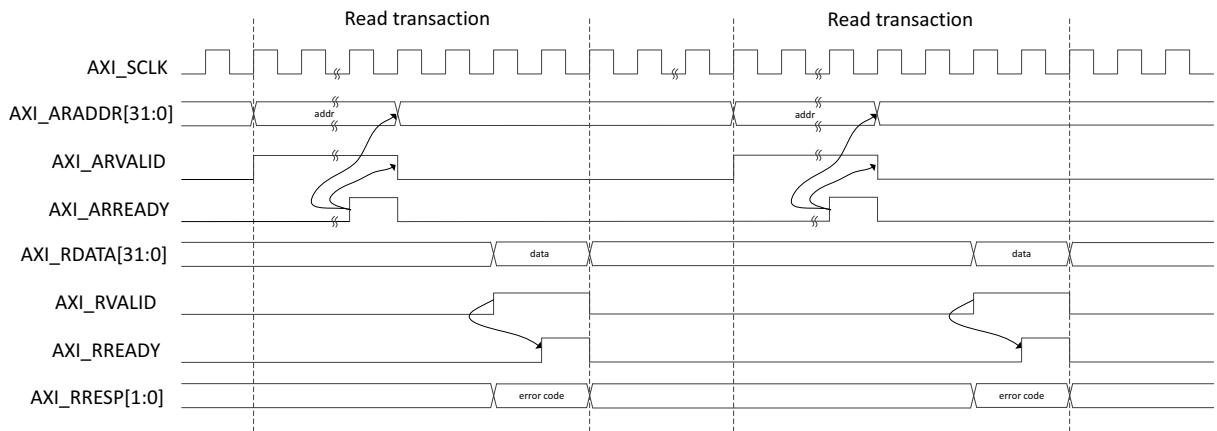 Read transaction Read transaction
AXI_SCLK
AXI_ARADDR[31:0] addr addr
AXI_ARVALID
AXI_ARREADY
AXI_RDATA[31:0] data data
AXI_RVALID
AXI_RREADY
AXI_RRESP[1:0] error code error code